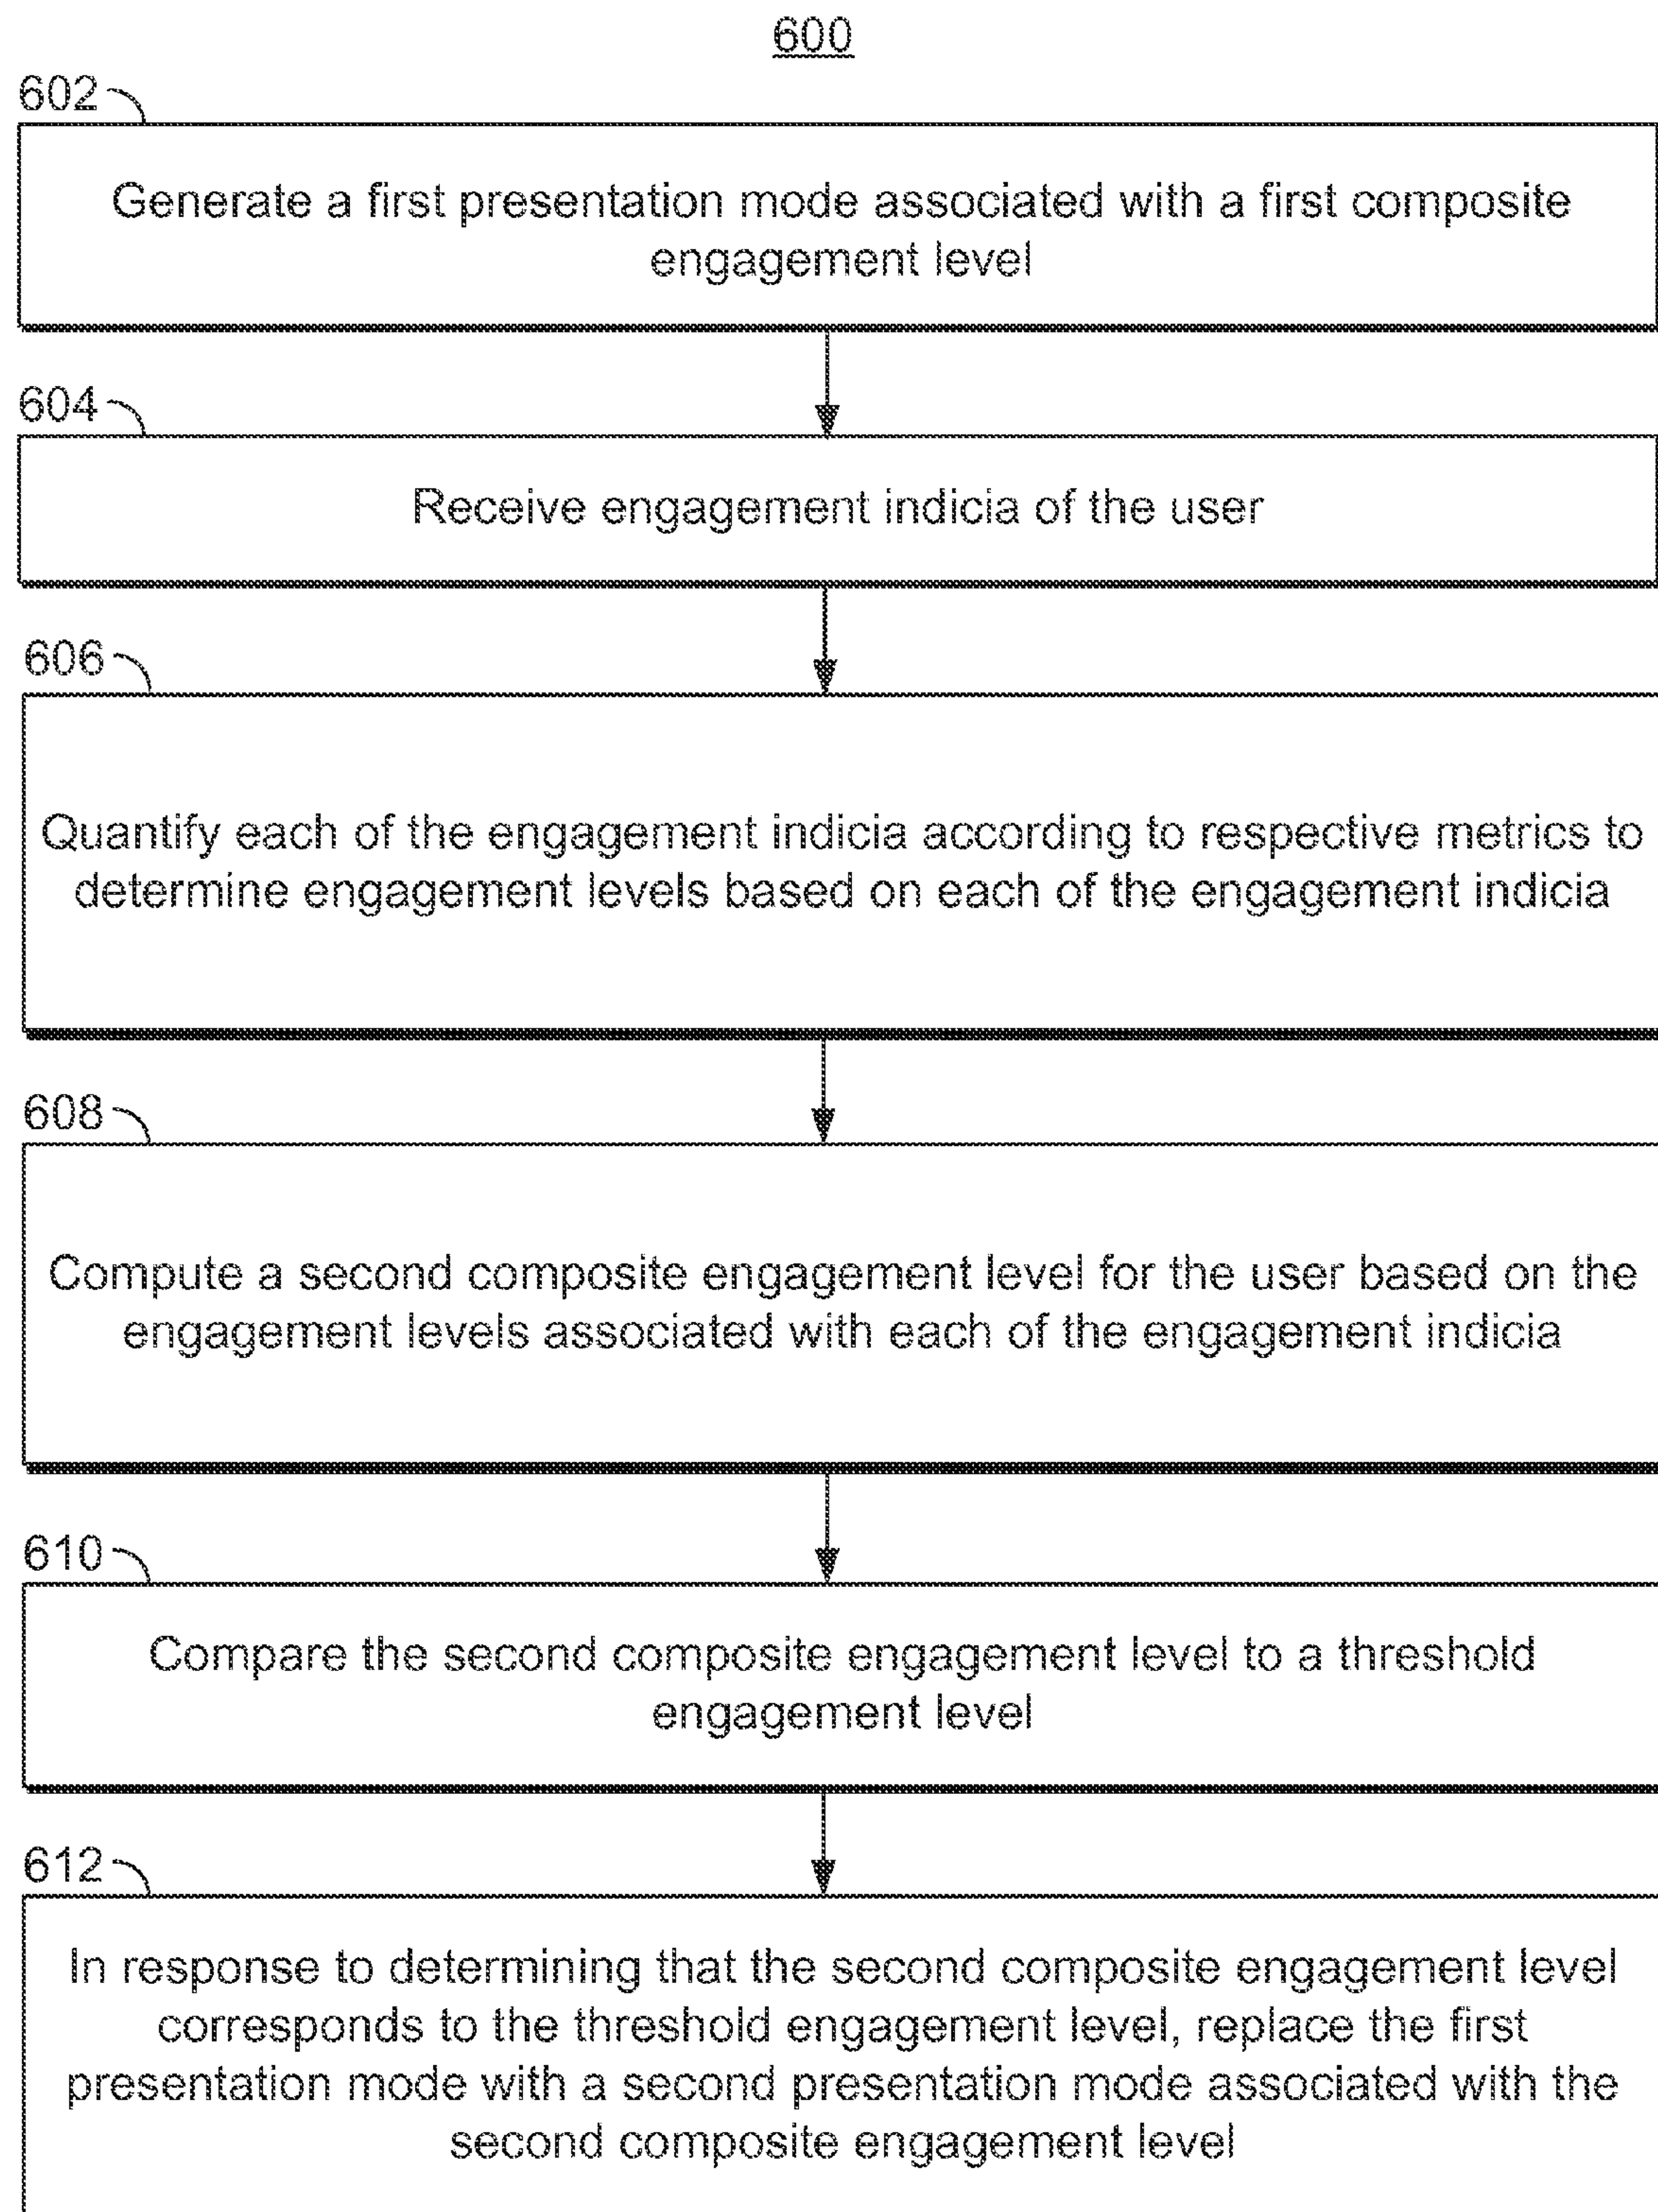 600
602
Generate a first presentation mode associated with a first composite
engagement level
604
Receive engagement indicia of the user
606
Quantify each of the engagement indicia according to respective metrics to
determine engagement levels based on each of the engagement indicia
608
Compute a second composite engagement level for the user based on the
engagement levels associated with each of the engagement indicia
610
Compare the second composite engagement level to a threshold
engagement level
612
In response to determining that the second composite engagement level
corresponds to the threshold engagement level, replace the first
presentation mode with a second presentation mode associated with the
second composite engagement level